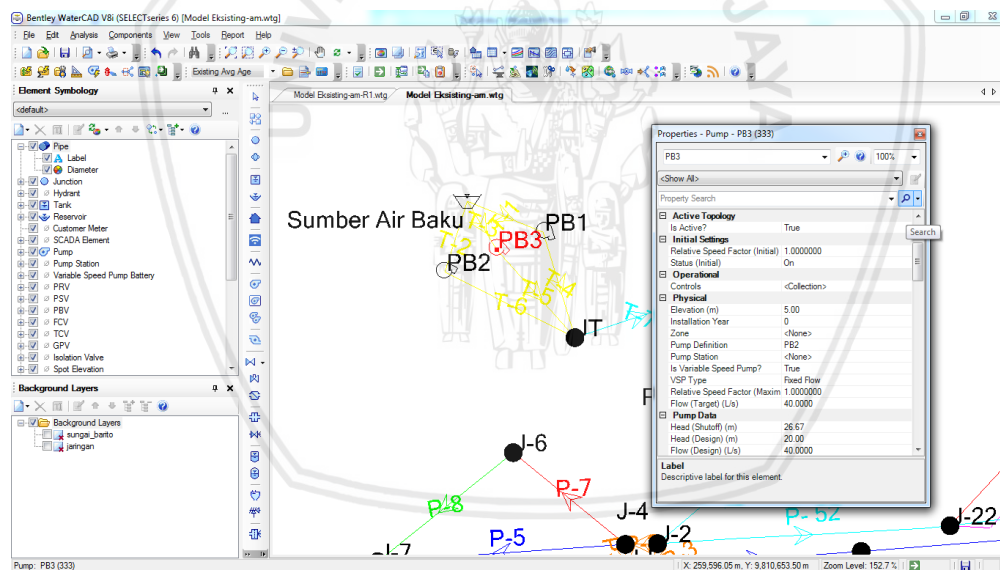 Bentley WaterCAD V8i (SELECTseries 6) [Model Eksisting-am.wtg]
File Edit Analysis Components View Tools Report Help
Existing Avg Age
Element Symbology
<default>
...
Pipe
Label
Diameter
Junction
Hydrant
Tank
Reservoir
Customer Meter
SCADA Element
Pump
Pump Station
Variable Speed Pump Battery
PRV
PSV
PBV
FCV
TCV
GPV
Isolation Valve
Spot Elevation
Background Layers
Background Layers
sungai_barito
jaringan
Model Eksisting-am-R1.wtg Model Eksisting-am.wtg
Sumber Air Baku
PB1
PB3
PB2
T-2
T-4
T-5
T-6
JT
J-6
P-8
P-7
J-4
J-2
P-5
J-7
P-52
J-22
Properties - Pump - PB3 (333)
PB3 100%
<Show All>
Property Search
Search
Active Topology
Is Active? True
Initial Settings
Relative Speed Factor (Initial) 1.0000000
Status (Initial) On
Operational
Controls <Collection>
Physical
Elevation (m) 5.00
Installation Year 0
Zone <None>
Pump Definition PB2
Pump Station <None>
Is Variable Speed Pump? True
VSP Type Fixed Flow
Relative Speed Factor (Maxim 1.0000000
Flow (Target) (L/s) 40.0000
Pump Data
Head (Shutoff) (m) 26.67
Head (Design) (m) 20.00
Flow (Design) (L/s) 40.0000
Label
Descriptive label for this element.
Pump: PB3 (333)
X: 259,596.05 m, Y: 9,810,653.50 m Zoom Level: 152.7 %